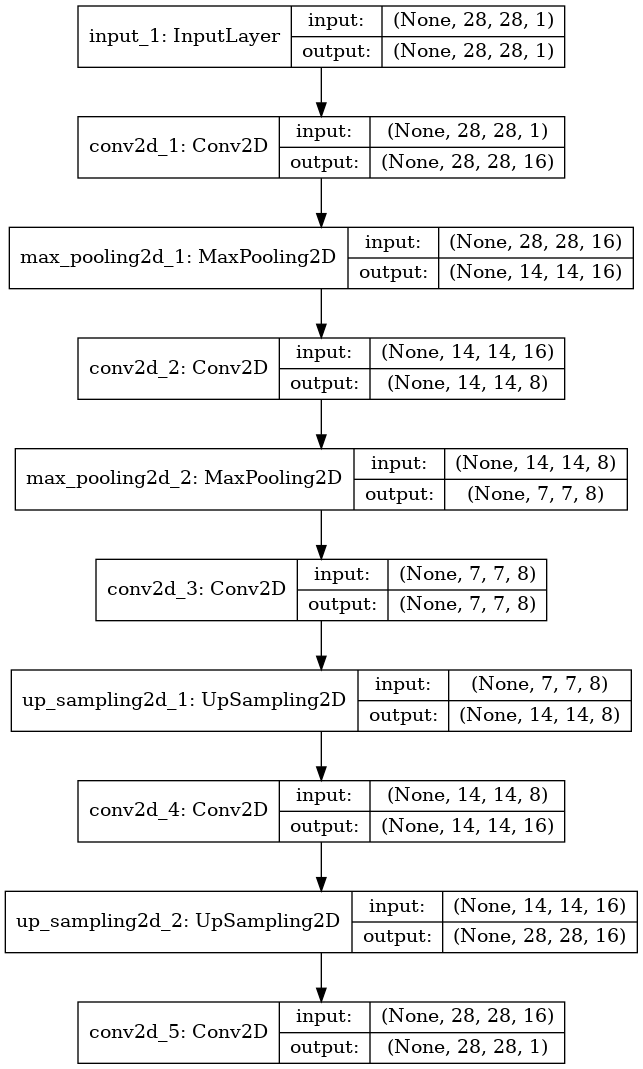 input_1: InputLayer
input: (None, 28, 28, 1)
output: (None, 28, 28, 1)
conv2d_1: Conv2D
input: (None, 28, 28, 1)
output: (None, 28, 28, 16)
max_pooling2d_1: MaxPooling2D
input: (None, 28, 28, 16)
output: (None, 14, 14, 16)
conv2d_2: Conv2D
input: (None, 14, 14, 16)
output: (None, 14, 14, 8)
max_pooling2d_2: MaxPooling2D
input: (None, 14, 14, 8)
output: (None, 7, 7, 8)
conv2d_3: Conv2D
input: (None, 7, 7, 8)
output: (None, 7, 7, 8)
up_sampling2d_1: UpSampling2D
input: (None, 7, 7, 8)
output: (None, 14, 14, 8)
conv2d_4: Conv2D
input: (None, 14, 14, 8)
output: (None, 14, 14, 16)
up_sampling2d_2: UpSampling2D
input: (None, 14, 14, 16)
output: (None, 28, 28, 16)
conv2d_5: Conv2D
input: (None, 28, 28, 16)
output: (None, 28, 28, 1)